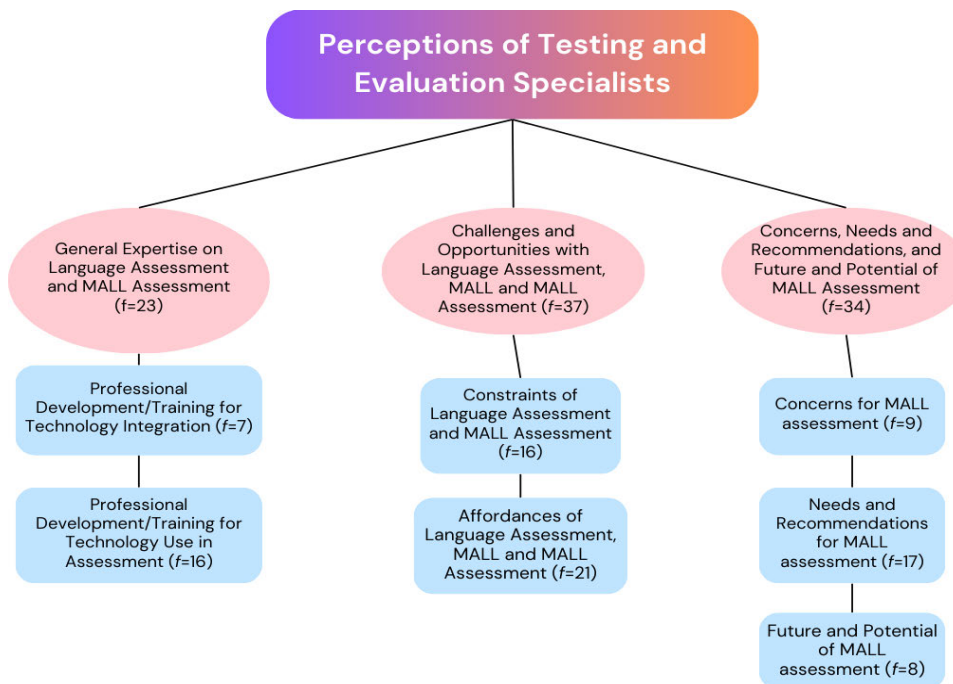 Perceptions of Testing and
Evaluation Specialists
General Expertise on
Language Assessment
and MALL Assessment
(f=23)
Professional
Development/Training for
Technology Integration (f=7)
Professional
Development/Training for
Technology Use in
Assessment (f=16)
Challenges and
Opportunities with
Language Assessment,
MALL and MALL
Assessment (f=37)
Constraints of
Language Assessment
and MALL Assessment
(f=16)
Affordances of
Language Assessment,
MALL and MALL
Assessment (f=21)
Concerns, Needs and
Recommendations, and
Future and Potential of
MALL Assessment
(f=34)
Concerns for MALL
assessment (f=9)
Needs and
Recommendations
for MALL
assessment (f=17)
Future and Potential
of MALL
assessment (f=8)